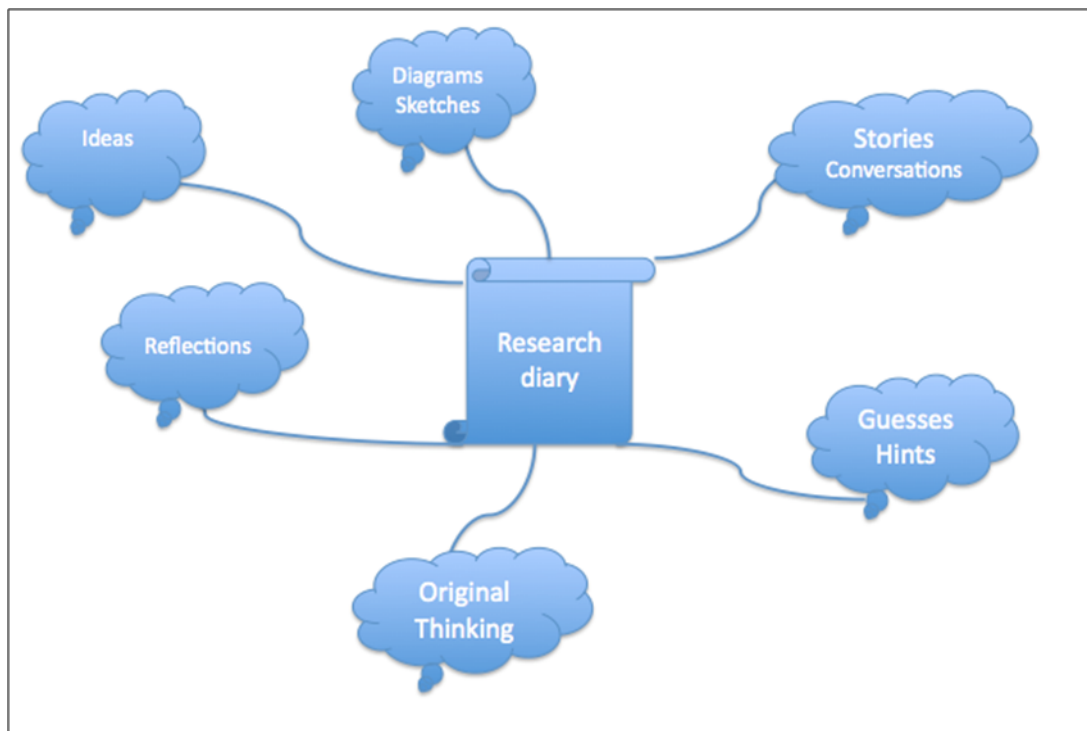 Diagrams
Sketches
Ideas
Stories
Conversations
Research
diary
Reflections
Guesses
Hints
Original
Thinking